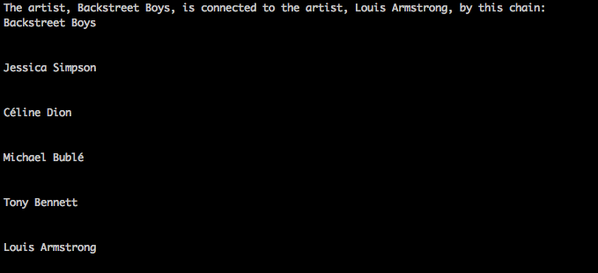 The artist, Backstreet Boys, is connected to the artist, Louis Armstrong, by this chain:
Backstreet Boys
Jessica Simpson
Céline Dion
Michael Bublé
Tony Bennett
Louis Armstrong